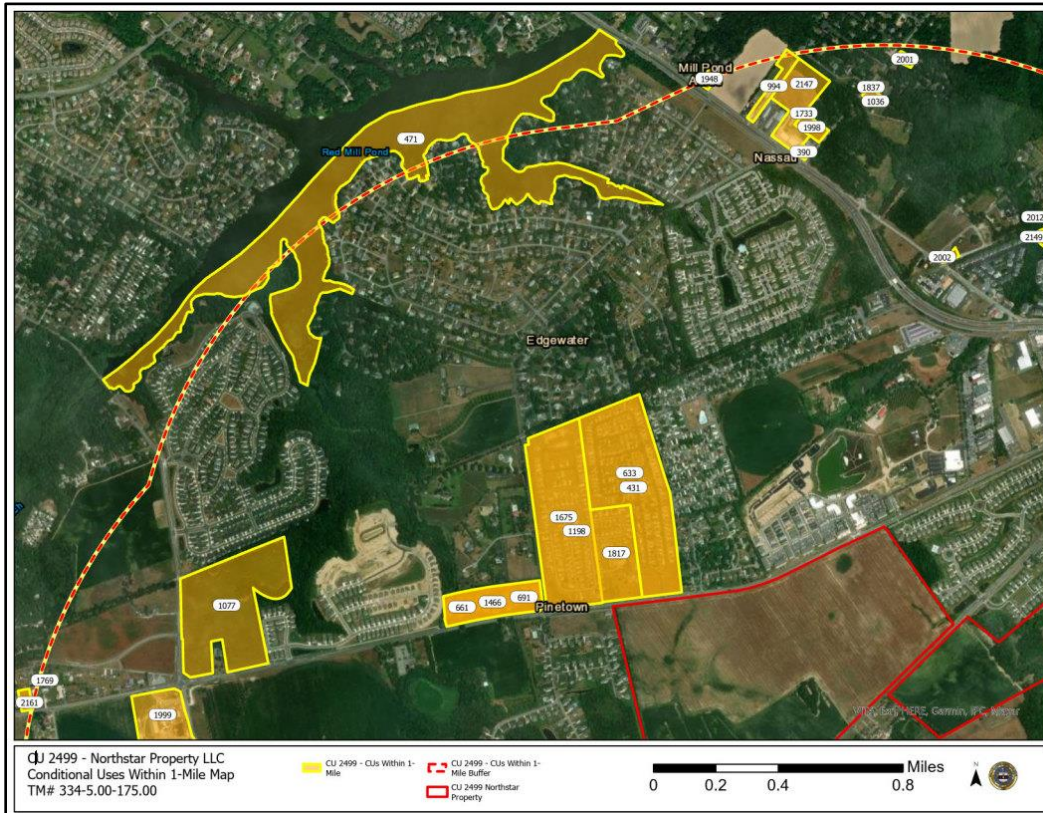 2001
Mill Pond
1948
994
2147
1837
1036
1733
1998
390
Nassau
471
Red Mill Pond
2012
2149
2002
Edgewater
633
431
1675
1198
1817
661
1466
691
Pinetown
1077
1769
2161
1999
HERE, Garmin, iPC,
CU 2499 - Northstar Property LLC
Conditional Uses Within 1-Mile Map
TM# 334-5.00-175.00
CU 2499 - CUs Within 1-
Mile
CU 2499 - CUs Within 1-
Mile Buffer
CU 2499 Northstar
Property
Miles
0 0.2 0.4 0.8
N